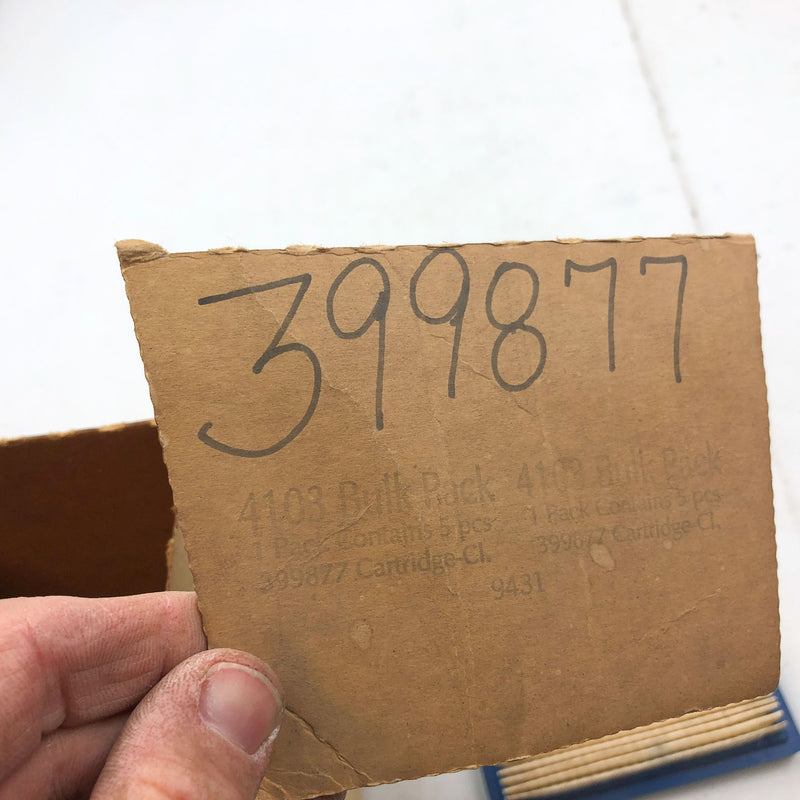 399877
4103 Bulk Pack 4103 Bulk Pack
1 Pack Contains 5 pcs 1 Pack Contains 5 pcs
399877 Cartridge-Cl. 399877 Cartridge-Cl.
9431